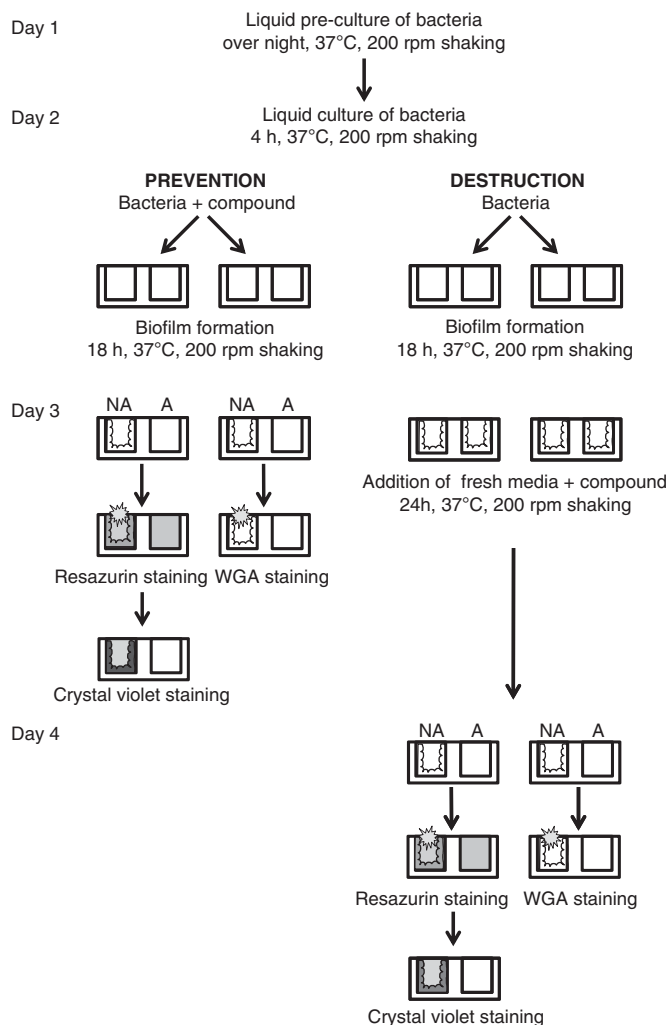 Day 1
Liquid pre-culture of bacteria
over night, 37°C, 200 rpm shaking
Day 2
Liquid culture of bacteria
4 h, 37°C, 200 rpm shaking
PREVENTION
Bacteria + compound
DESTRUCTION
Bacteria
Biofilm formation
18 h, 37°C, 200 rpm shaking
Biofilm formation
18 h, 37°C, 200 rpm shaking
Day 3
NA A
NA A
Addition of fresh media + compound
24h, 37°C, 200 rpm shaking
Resazurin staining
WGA staining
Crystal violet staining
Day 4
NA A
NA A
Resazurin staining
WGA staining
Crystal violet staining